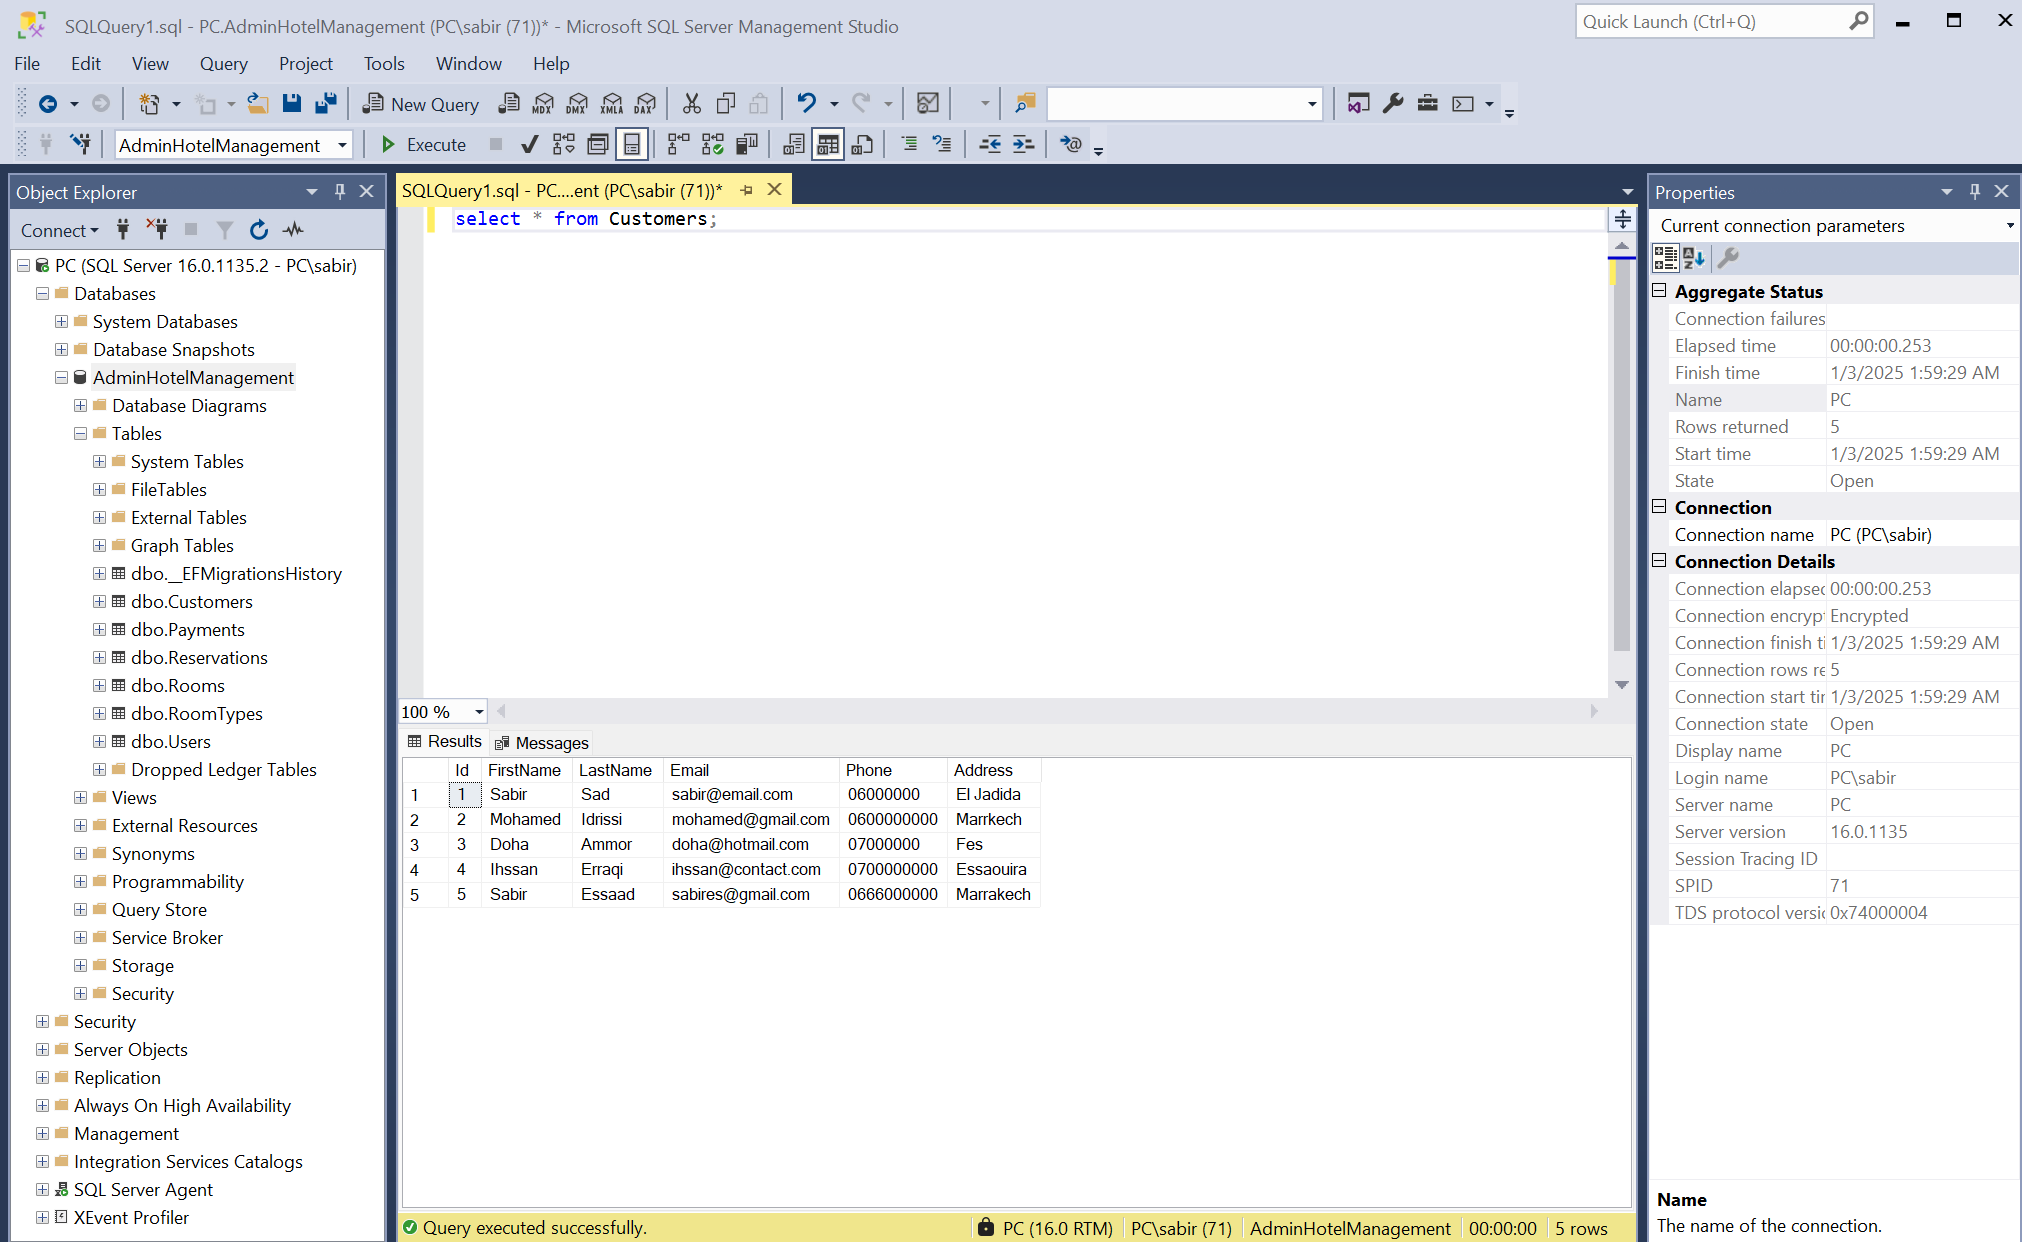 SQLQuery1.sql - PC.AdminHotelManagement (PC\sabir (71))* - Microsoft SQL Server Management Studio
Quick Launch (Ctrl+Q)
File Edit View Query Project Tools Window Help
New Query MDX DMX XMLA DAX
AdminHotelManagement Execute
Object Explorer
Connect
PC (SQL Server 16.0.1135.2 - PC\sabir)
Databases
System Databases
Database Snapshots
AdminHotelManagement
Database Diagrams
Tables
System Tables
FileTables
External Tables
Graph Tables
dbo.__EFMigrationsHistory
dbo.Customers
dbo.Payments
dbo.Reservations
dbo.Rooms
dbo.RoomTypes
dbo.Users
Dropped Ledger Tables
Views
External Resources
Synonyms
Programmability
Query Store
Service Broker
Storage
Security
Security
Server Objects
Replication
Always On High Availability
Management
Integration Services Catalogs
SQL Server Agent
XEvent Profiler
SQLQuery1.sql - PC....ent (PC\sabir (71))*
select * from Customers;
100 %
Results Messages
Id FirstName LastName Email Phone Address
1 1 Sabir Sad sabir@email.com 06000000 El Jadida
2 2 Mohamed Idrissi mohamed@gmail.com 0600000000 Marrkech
3 3 Doha Ammor doha@hotmail.com 07000000 Fes
4 4 Ihssan Erraqi ihssan@contact.com 0700000000 Essaouira
5 5 Sabir Essaad sabires@gmail.com 0666000000 Marrakech
Query executed successfully. PC (16.0 RTM) PC\sabir (71) AdminHotelManagement 00:00:00 5 rows
Properties
Current connection parameters
Aggregate Status
Connection failures
Elapsed time 00:00:00.253
Finish time 1/3/2025 1:59:29 AM
Name PC
Rows returned 5
Start time 1/3/2025 1:59:29 AM
State Open
Connection
Connection name PC (PC\sabir)
Connection Details
Connection elapsec 00:00:00.253
Connection encrypt Encrypted
Connection finish ti 1/3/2025 1:59:29 AM
Connection rows re 5
Connection start tir 1/3/2025 1:59:29 AM
Connection state Open
Display name PC
Login name PC\sabir
Server name PC
Server version 16.0.1135
Session Tracing ID
SPID 71
TDS protocol versic 0x74000004
Name
The name of the connection.